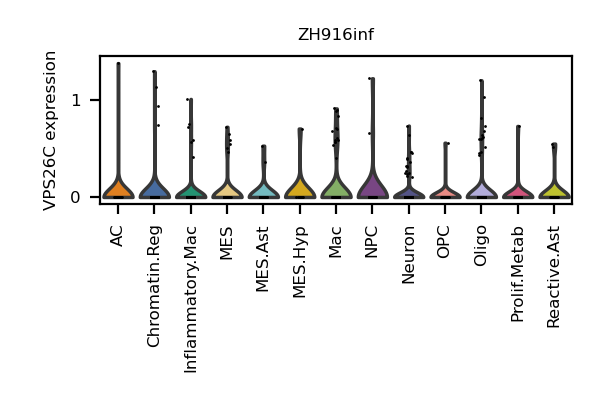 ZH916inf
VPS26C expression
1
0
AC
Chromatin.Reg
Inflammatory.Mac
MES
MES.Ast
MES.Hyp
Mac
NPC
Neuron
OPC
Oligo
Prolif.Metab
Reactive.Ast